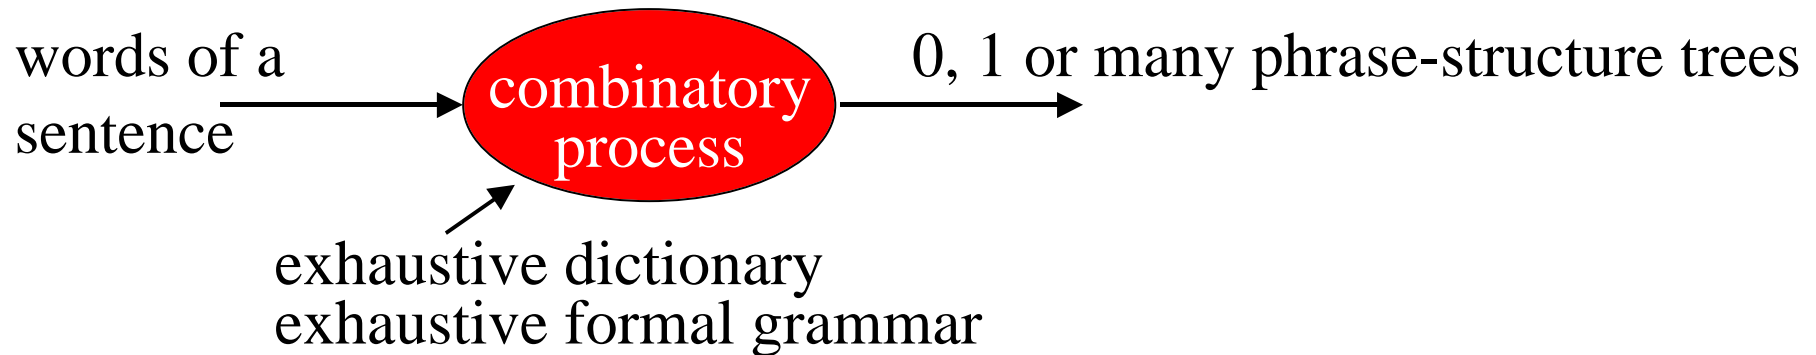 words of a
sentence
combinatory
process
0, 1 or many phrase-structure trees
exhaustive dictionary
exhaustive formal grammar